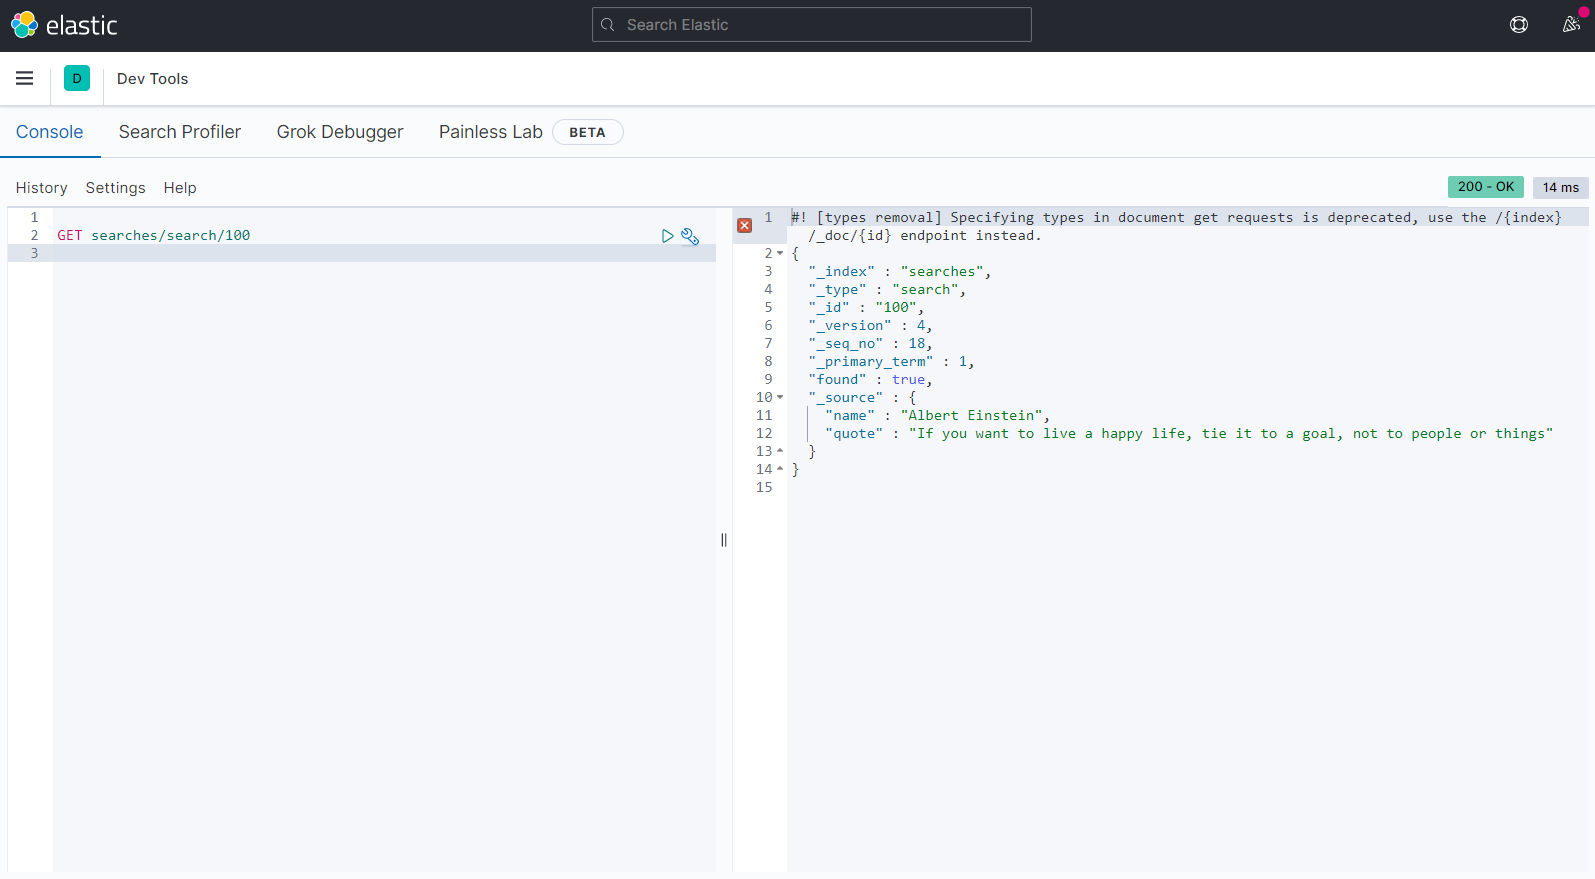 elastic
Search Elastic
D
Dev Tools
Console Search Profiler Grok Debugger Painless Lab BETA
History Settings Help
200 - OK 14 ms
1
2 GET searches/search/100
3
1 #! [types removal] Specifying types in document get requests is deprecated, use the /{index}
/_doc/{id} endpoint instead.
2 {
3 "_index" : "searches",
4 "_type" : "search",
5 "_id" : "100",
6 "_version" : 4,
7 "_seq_no" : 18,
8 "_primary_term" : 1,
9 "found" : true,
10 "_source" : {
11 "name" : "Albert Einstein",
12 "quote" : "If you want to live a happy life, tie it to a goal, not to people or things"
13 }
14 }
15